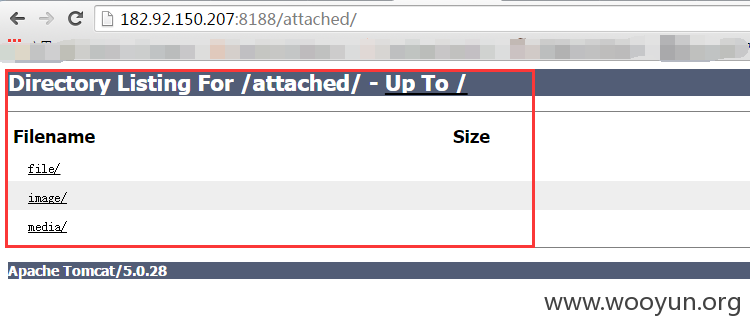 182.92.150.207:8188/attached/
Directory Listing For /attached/ - Up To /
Filename Size
file/
image/
media/
Apache Tomcat/5.0.28
www.wooyun.org